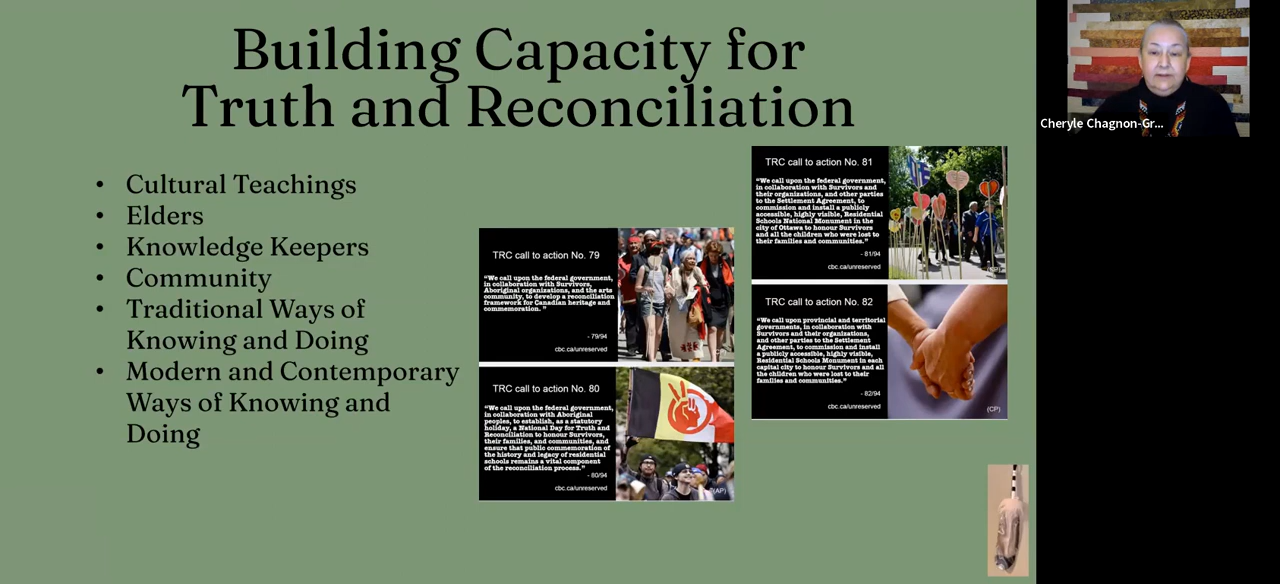 Building Capacity for
Truth and Reconciliation
• Cultural Teachings
• Elders
• Knowledge Keepers
• Community
• Traditional Ways of
Knowing and Doing
• Modern and Contemporary
Ways of Knowing and
Doing
TRC call to action No. 79
"We call upon the federal government,
in collaboration with Survivors,
Aboriginal organizations, and the arts
community, to develop a reconciliation
framework for Canadian heritage and
commemoration. "
- 79/94
cbc.ca/unreserved
TRC call to action No. 80
"We call upon the federal government,
in collaboration with Aboriginal
peoples, to establish, as a statutory
holiday, a National Day for Truth and
Reconciliation to honour Survivors,
their families, and communities, and
ensure that public commemoration of
the history and legacy of residential
schools remains a vital component
of the reconciliation process."
- 80/94
cbc.ca/unreserved
(AP)
TRC call to action No. 81
"We call upon the federal government,
in collaboration with Survivors and
their organizations, and other parties
to the Settlement Agreement, to
commission and install a publicly
accessible, highly visible, Residential
Schools National Monument in the
city of Ottawa to honour Survivors
and all the children who were lost to
their families and communities."
- 81/94
cbc.ca/unreserved
TRC call to action No. 82
"We call upon provincial and territorial
governments, in collaboration with
Survivors and their organizations,
and other parties to the Settlement
Agreement, to commission and install
a publicly accessible, highly visible,
Residential Schools Monument in each
capital city to honour Survivors and all
the children who were lost to their
families and communities."
- 82/94
cbc.ca/unreserved
(CP)
Cheryle Chagnon-Gr...